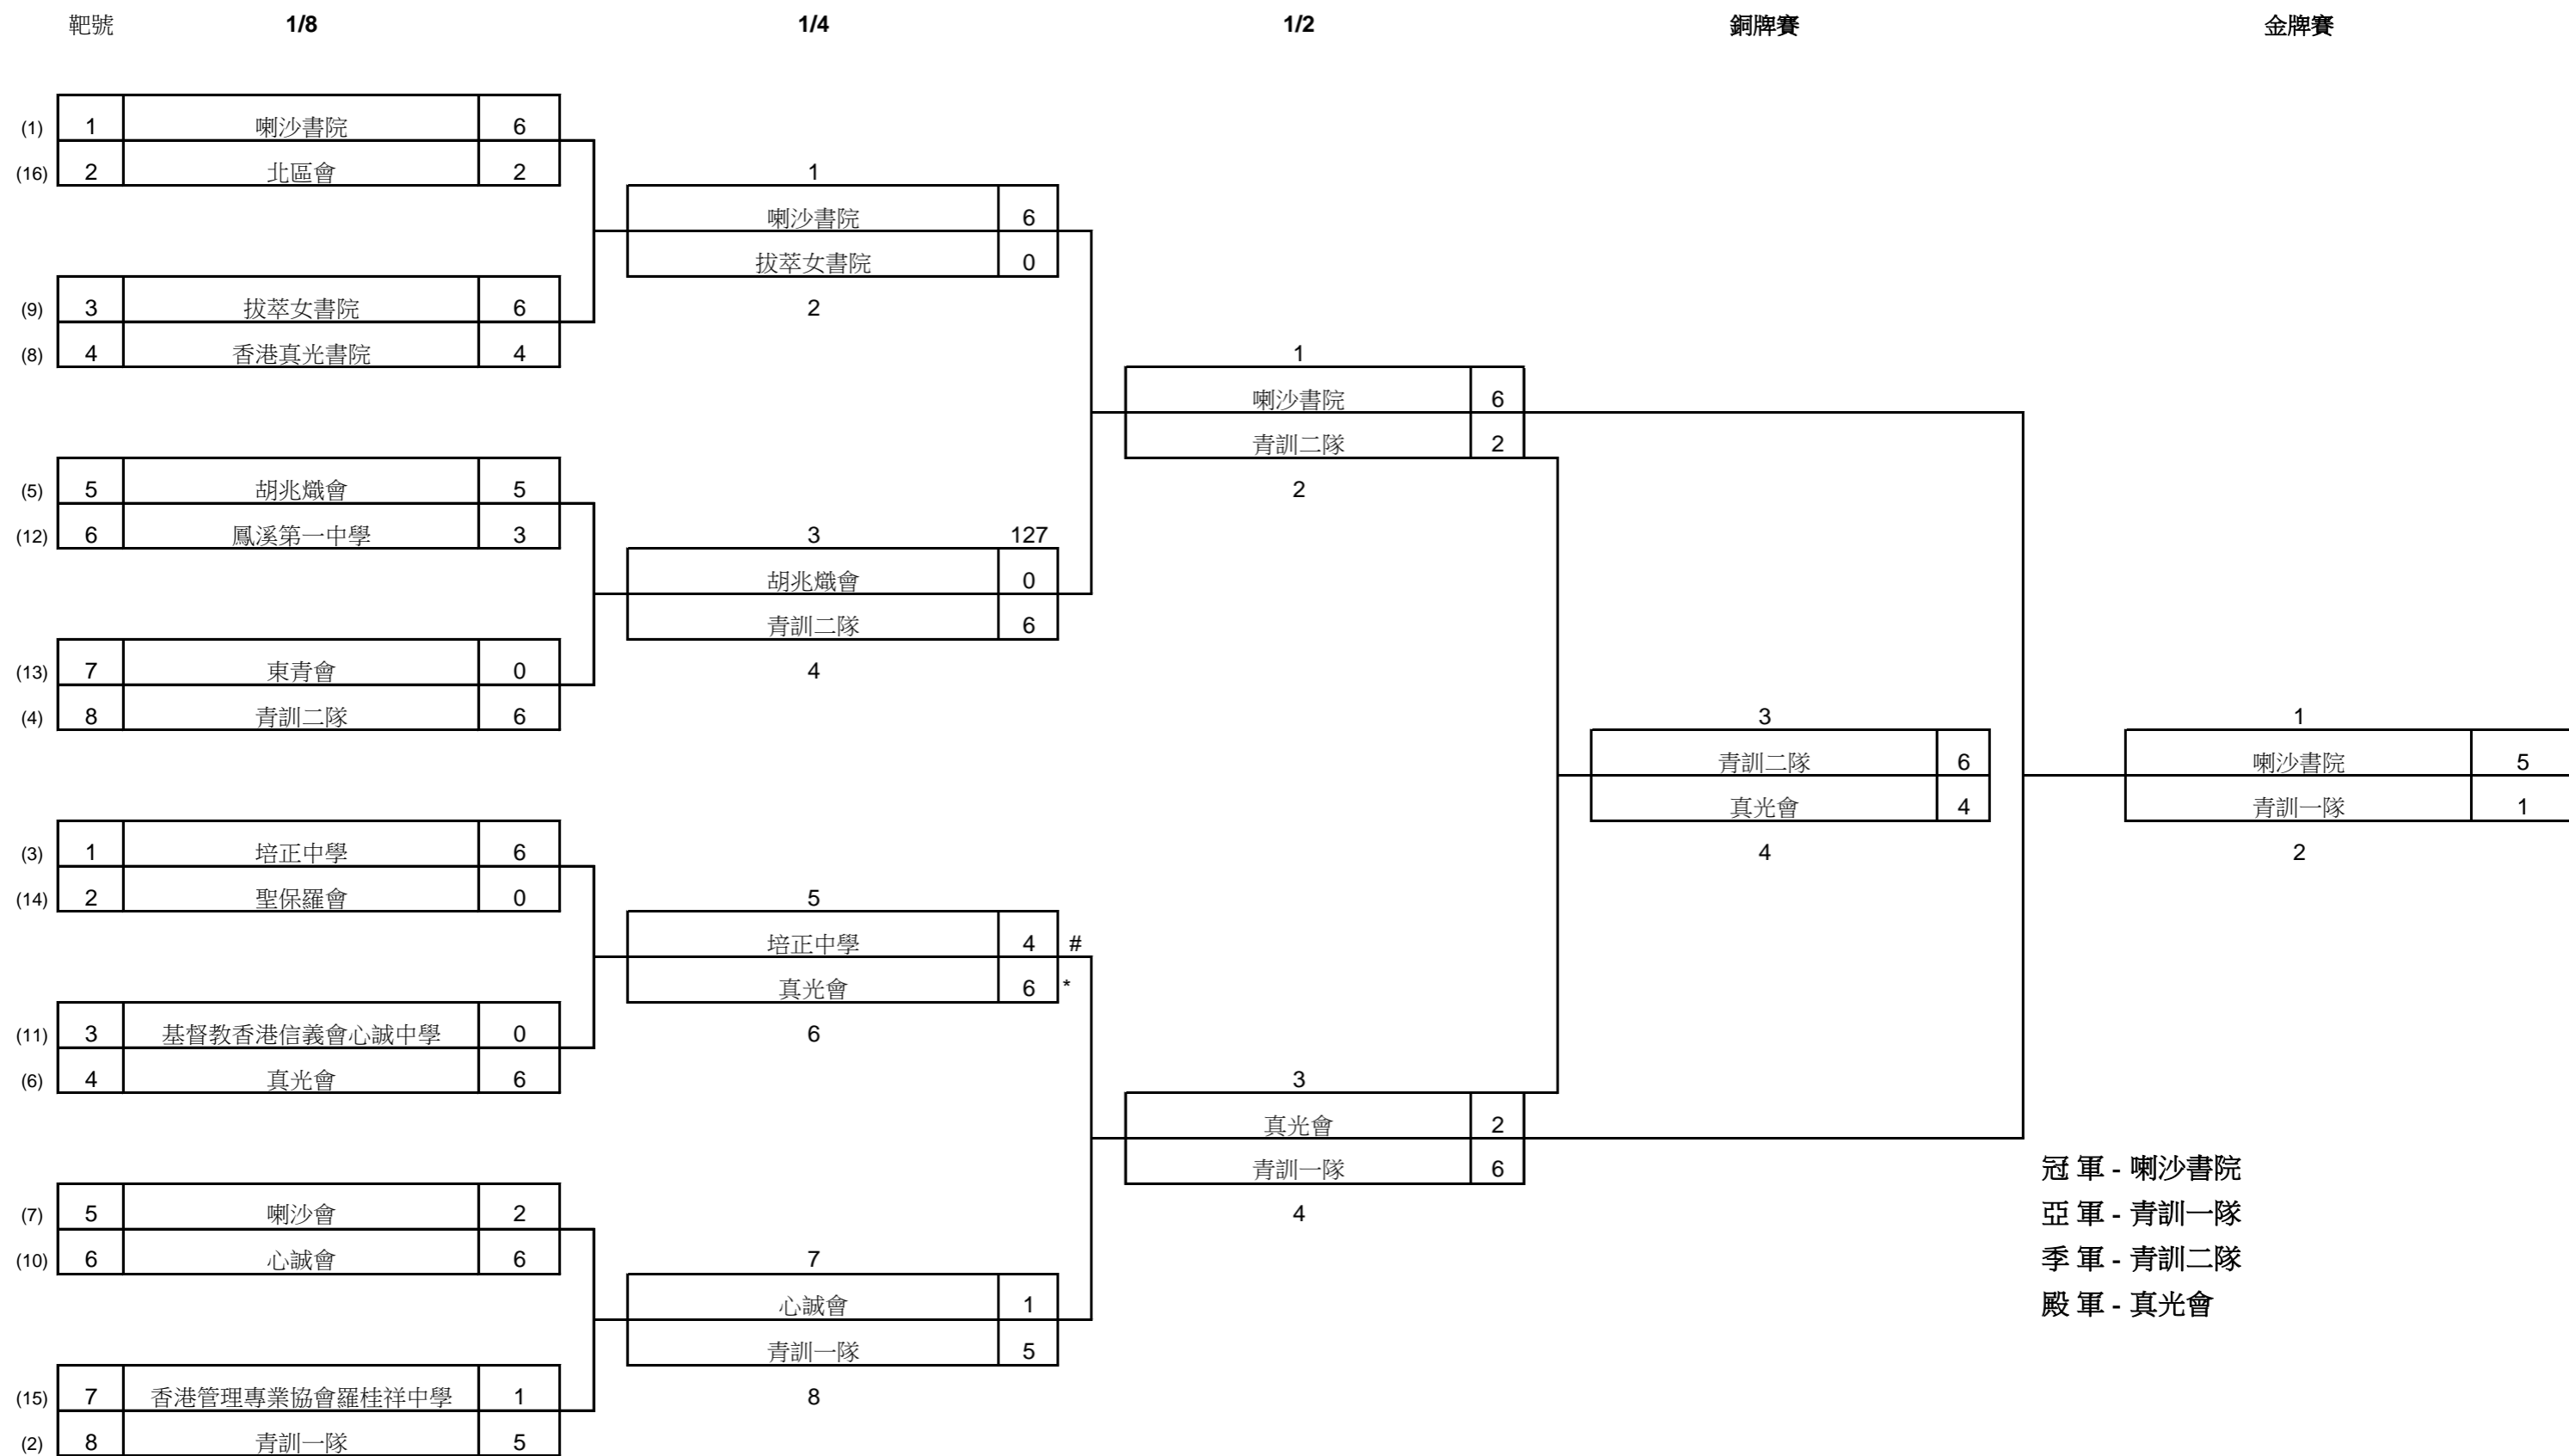 靶號 1/8 1/4 1/2 銅牌賽 金牌賽
(1) 1 喇沙書院 6
(16) 2 北區會 2 1
喇沙書院 6
拔萃女書院 0
(9) 3 拔萃女書院 6 2
(8) 4 香港真光書院 4 1
喇沙書院 6
青訓二隊 2
(5) 5 胡兆熾會 5 2
(12) 6 鳳溪第一中學 3 3 127
胡兆熾會 0
青訓二隊 6
(13) 7 東青會 0 4
(4) 8 青訓二隊 6 3 1
青訓二隊 6 喇沙書院 5
真光會 4 青訓一隊 1
(3) 1 培正中學 6 4 2
(14) 2 聖保羅會 0 5
培正中學 4 #
真光會 6 *
(11) 3 基督教香港信義會心誠中學 0 6
(6) 4 真光會 6 3
真光會 2
青訓一隊 6 冠 軍 - 喇沙書院
(7) 5 喇沙會 2 4 亞 軍 - 青訓一隊
(10) 6 心誠會 6 7 季 軍 - 青訓二隊
心誠會 1 殿 軍 - 真光會
青訓一隊 5
(15) 7 香港管理專業協會羅桂祥中學 1 8
(2) 8 青訓一隊 5